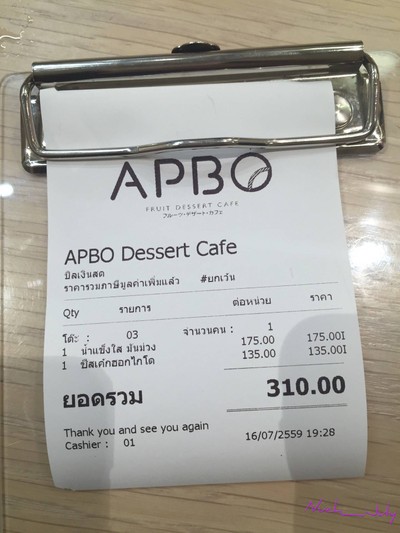 APBO
FRUIT DESSERT CAFE
フルーツ・デザート・カフェ
APBO Dessert Cafe
บิลเงินสด
ราคารวมภาษีมูลค่าเพิ่มแล้ว #ยกเว้น
Qty รายการ ต่อหน่วย ราคา
โต๊ะ : 03 จำนวนคน : 1
1 น้ำแข็งใส มันม่วง 175.00 175.00I
1 ชีสเค้กฮอกไกโด 135.00 135.00I
ยอดรวม 310.00
Thank you and see you again
Cashier : 01 16/07/2559 19:28